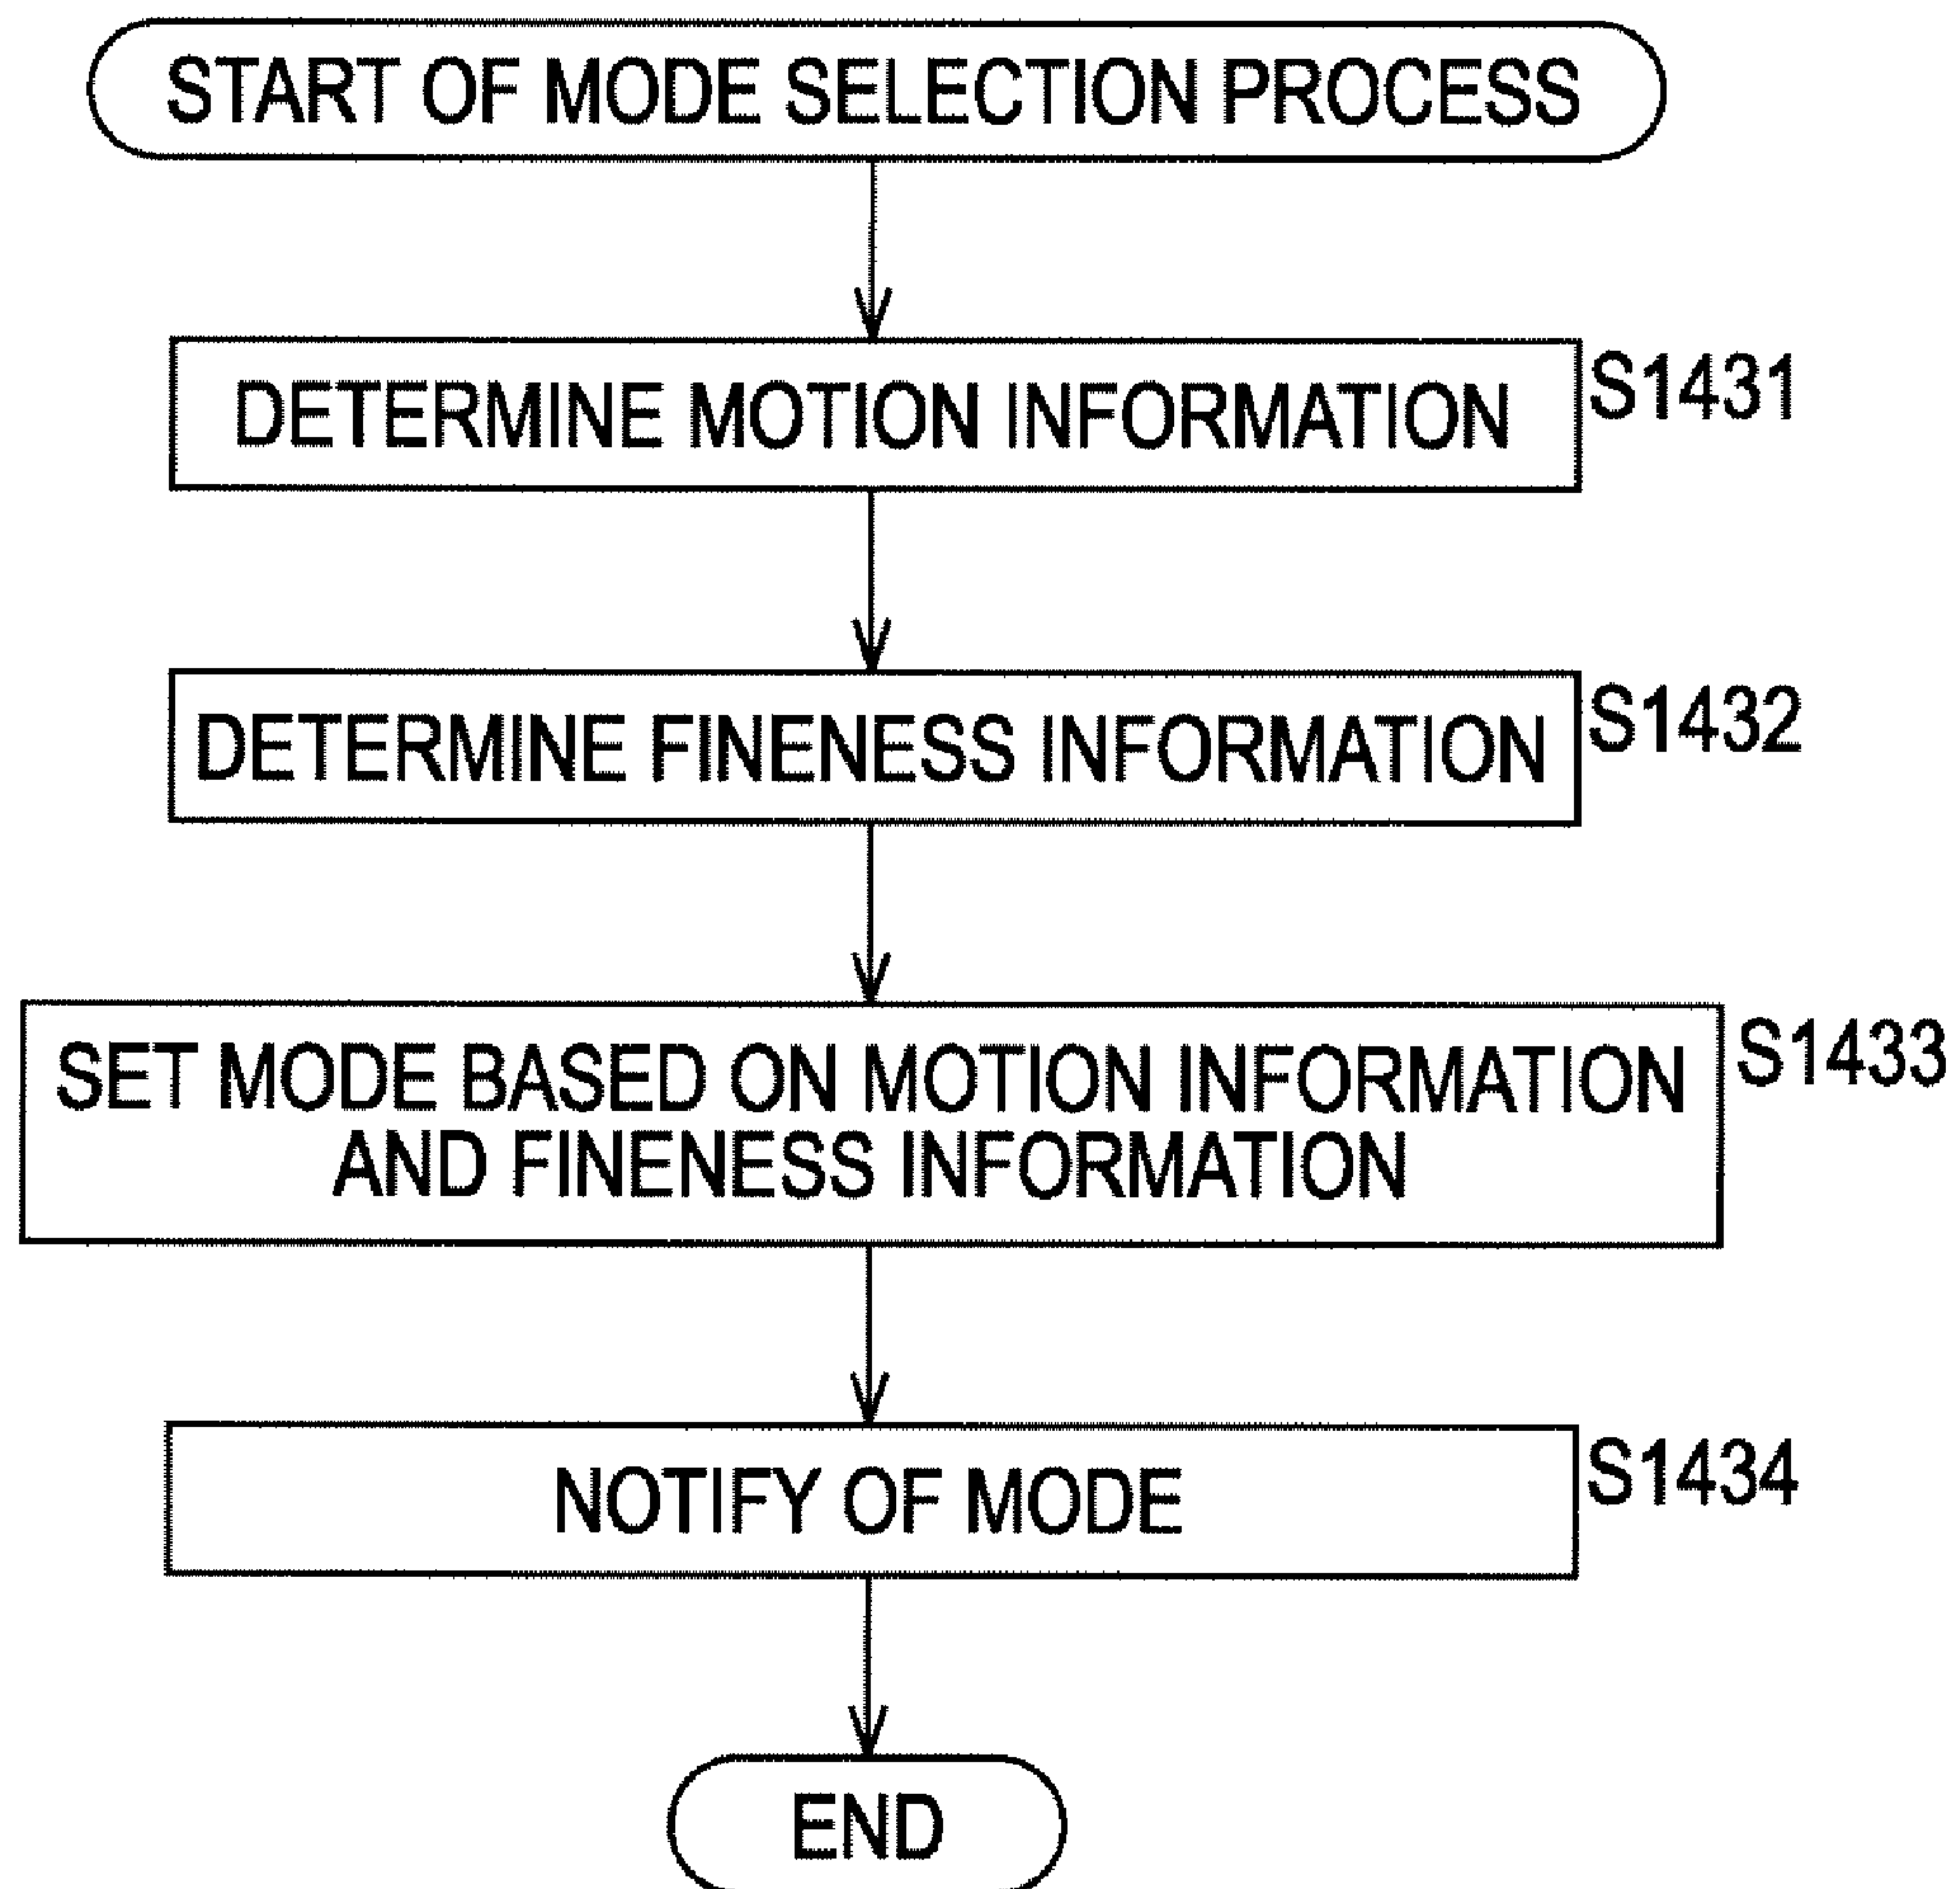 START OF MODE SELECTION PROCESS
DETERMINE MOTION INFORMATION
S1431
DETERMINE FINENESS INFORMATION
S1432
SET MODE BASED ON MOTION INFORMATION
AND FINENESS INFORMATION
S1433
NOTIFY OF MODE
S1434
END